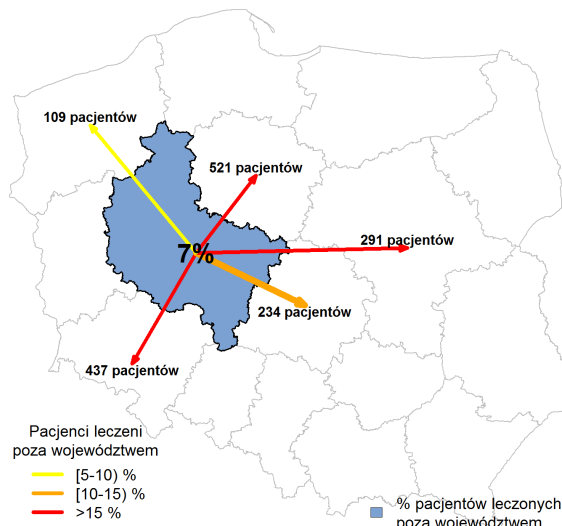 109 pacjentów
521 pacjentów
7%
291 pacjentów
234 pacjentów
437 pacjentów
Pacjenci leczeni
poza województwem
[5-10) %
[10-15) %
>15 %
% pacjentów leczonych
poza województwem